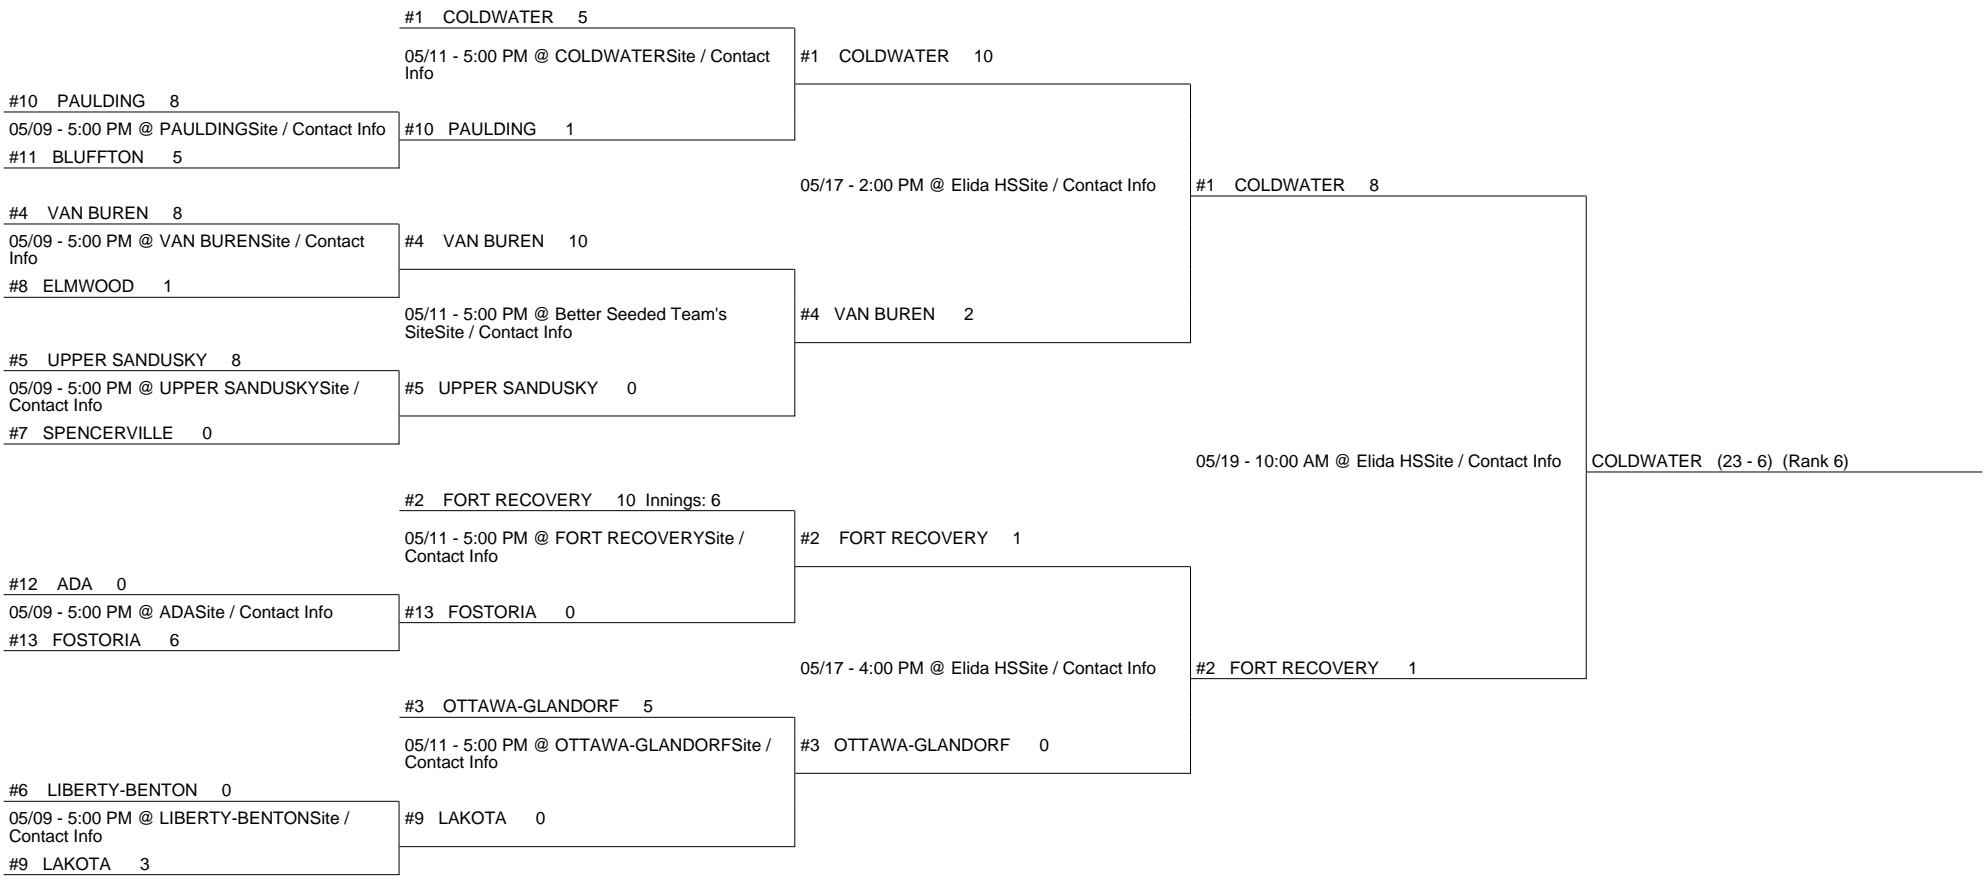 #1 COLDWATER 5
05/11 - 5:00 PM @ COLDWATERSite / Contact
Info
#1 COLDWATER 10
#10 PAULDING 8
05/09 - 5:00 PM @ PAULDINGSite / Contact Info
#10 PAULDING 1
#11 BLUFFTON 5
05/17 - 2:00 PM @ Elida HSSite / Contact Info
#1 COLDWATER 8
#4 VAN BUREN 8
05/09 - 5:00 PM @ VAN BURENSite / Contact
Info
#4 VAN BUREN 10
#8 ELMWOOD 1
05/11 - 5:00 PM @ Better Seeded Team's
SiteSite / Contact Info
#4 VAN BUREN 2
#5 UPPER SANDUSKY 8
05/09 - 5:00 PM @ UPPER SANDUSKYSite /
Contact Info
#5 UPPER SANDUSKY 0
#7 SPENCERVILLE 0
05/19 - 10:00 AM @ Elida HSSite / Contact Info
COLDWATER (23 - 6) (Rank 6)
#2 FORT RECOVERY 10 Innings: 6
05/11 - 5:00 PM @ FORT RECOVERYSite /
Contact Info
#2 FORT RECOVERY 1
#12 ADA 0
05/09 - 5:00 PM @ ADASite / Contact Info
#13 FOSTORIA 0
#13 FOSTORIA 6
05/17 - 4:00 PM @ Elida HSSite / Contact Info
#2 FORT RECOVERY 1
#3 OTTAWA-GLANDORF 5
05/11 - 5:00 PM @ OTTAWA-GLANDORFSite /
Contact Info
#3 OTTAWA-GLANDORF 0
#6 LIBERTY-BENTON 0
05/09 - 5:00 PM @ LIBERTY-BENTONSite /
Contact Info
#9 LAKOTA 0
#9 LAKOTA 3